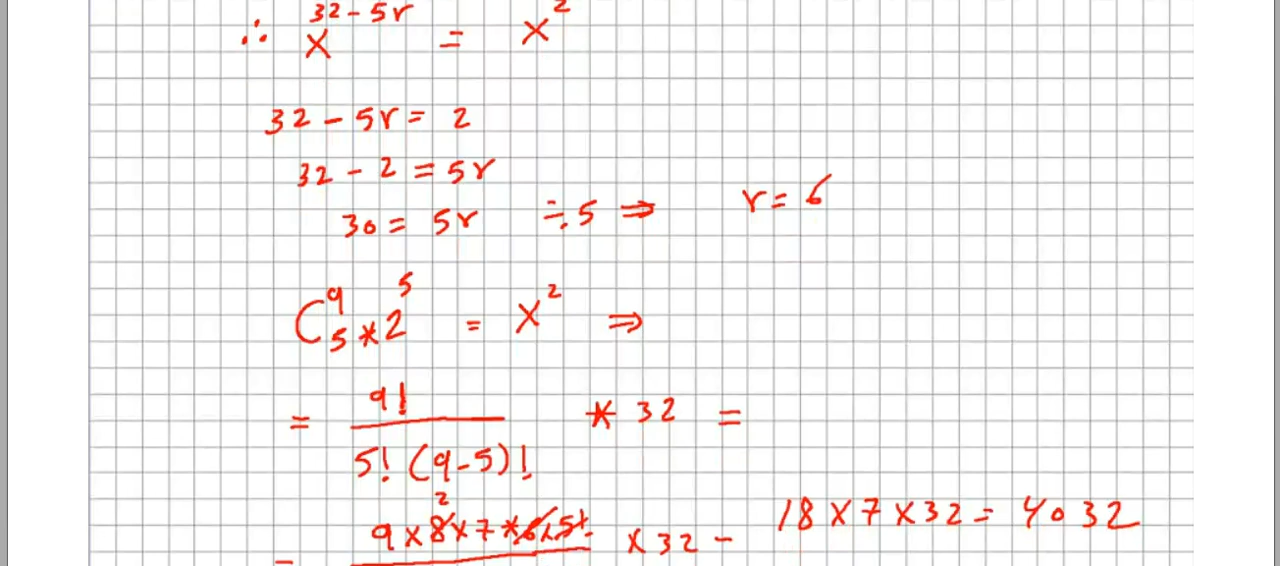 ∴ x^{32-5r} = x^2
32 - 5r = 2
32 - 2 = 5r
30 = 5r ÷5 ⇒ r = 6
C^9_5 * 2^5 = x^2 ⇒
= 9! / 5! (9-5)! * 32 =
= 9 × 8 × 7 * 6 × 5! × 32 - 18 × 7 × 32 = 4032
2